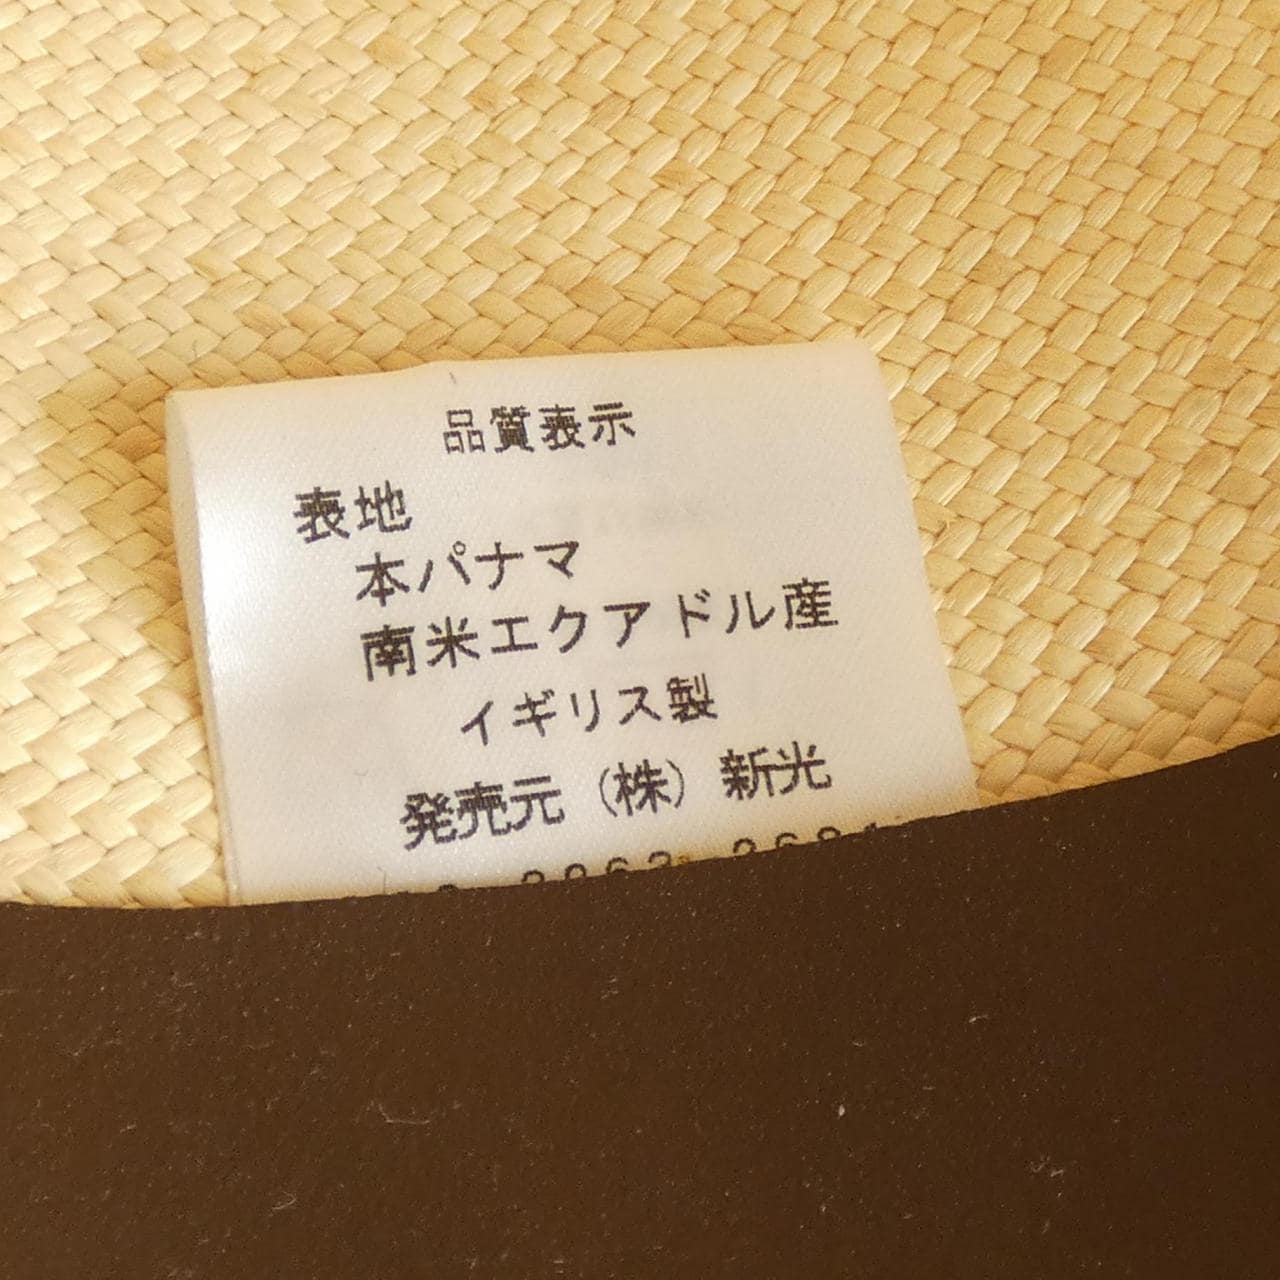 品質表示
表地
本パナマ
南米エクアドル産
イギリス製
発売元（株）新光